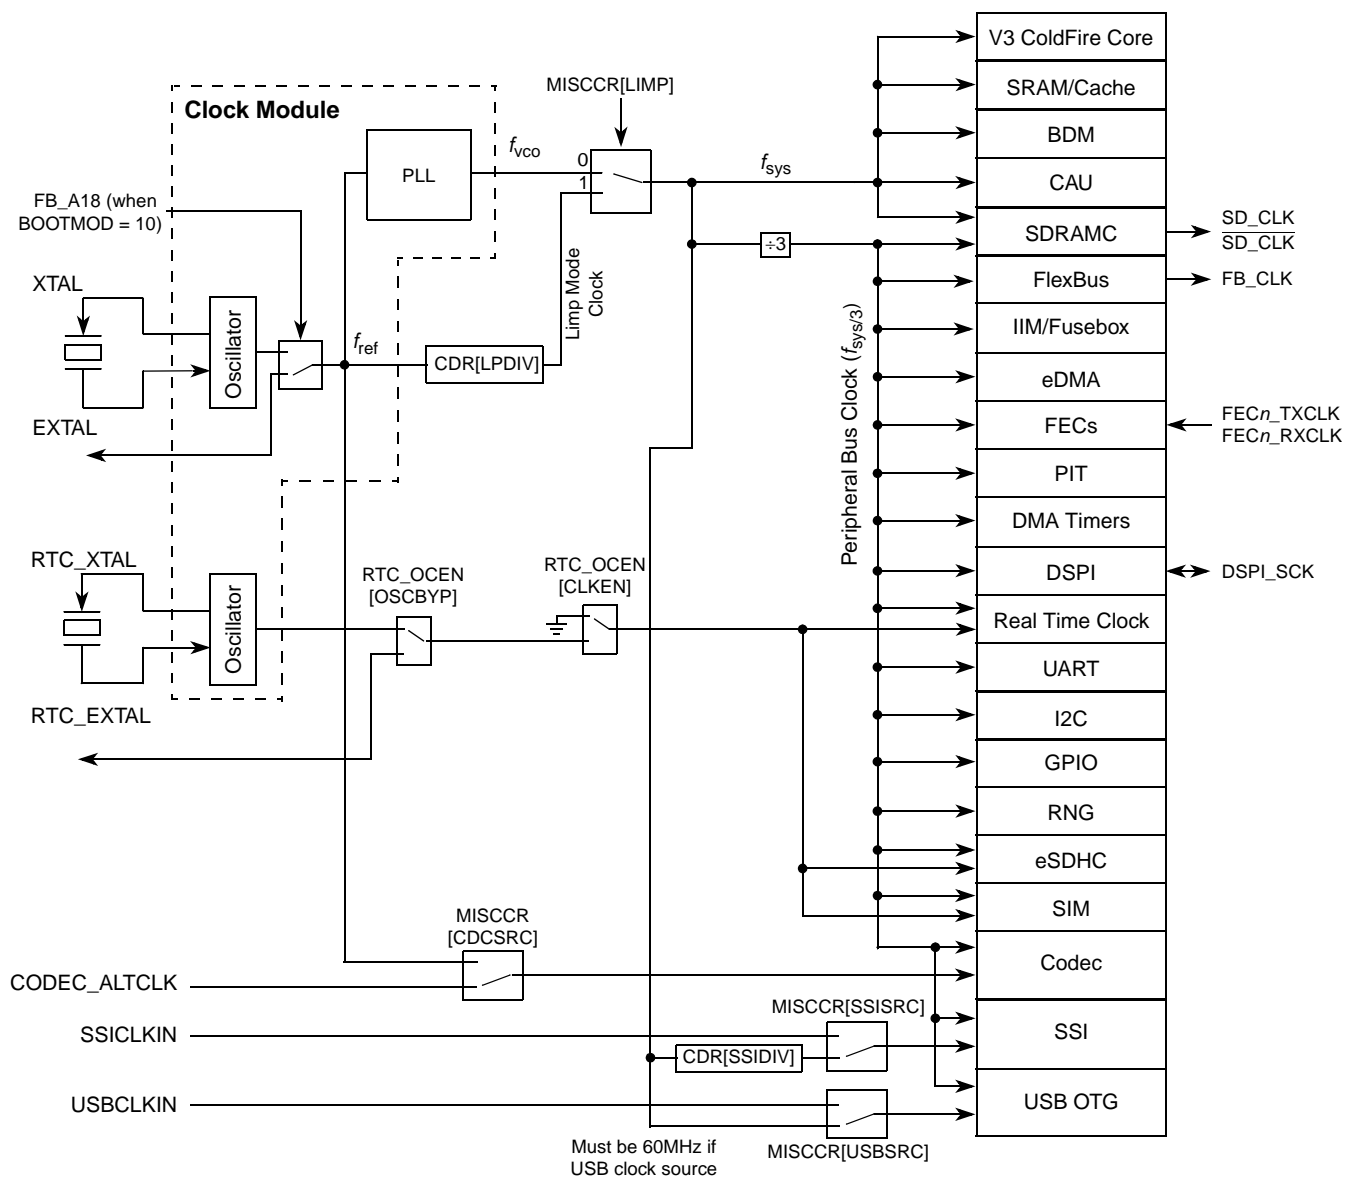 V3 ColdFire Core
MISCCR[LIMP]
SRAM/Cache
Clock Module
BDM
fvco
0
PLL
fsys
1
CAU
FB_A18 (when
BOOTMOD = 10)
SD_CLK
SDRAMC
SD_CLK
÷3
XTAL
Limp Mode
Clock
FlexBus
FB_CLK
IIM/Fusebox
Oscillator
fref
CDR[LPDIV]
Peripheral Bus Clock (fsys/3)
eDMA
EXTAL
FECn_TXCLK
FECs
FECn_RXCLK
PIT
DMA Timers
RTC_XTAL
RTC_OCEN
[OSCBYP]
RTC_OCEN
[CLKEN]
DSPI
DSPI_SCK
Oscillator
Real Time Clock
UART
RTC_EXTAL
I2C
GPIO
RNG
eSDHC
MISCCR
[CDCSRC]
SIM
Codec
CODEC_ALTCLK
MISCCR[SSISRC]
SSICLKIN
SSI
CDR[SSIDIV]
USBCLKIN
USB OTG
Must be 60MHz if
USB clock source
MISCCR[USBSRC]